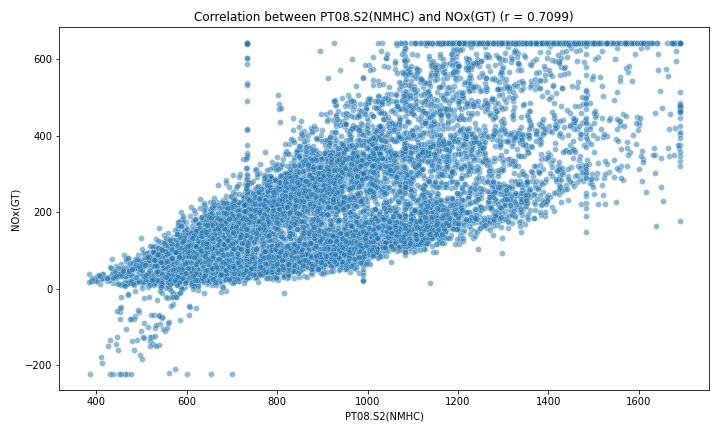 Correlation between PT08.S2(NMHC) and NOx(GT) (r = 0.7099)
600
400
200
0
−200
NOx(GT)
400 600 800 1000 1200 1400 1600
PT08.S2(NMHC)